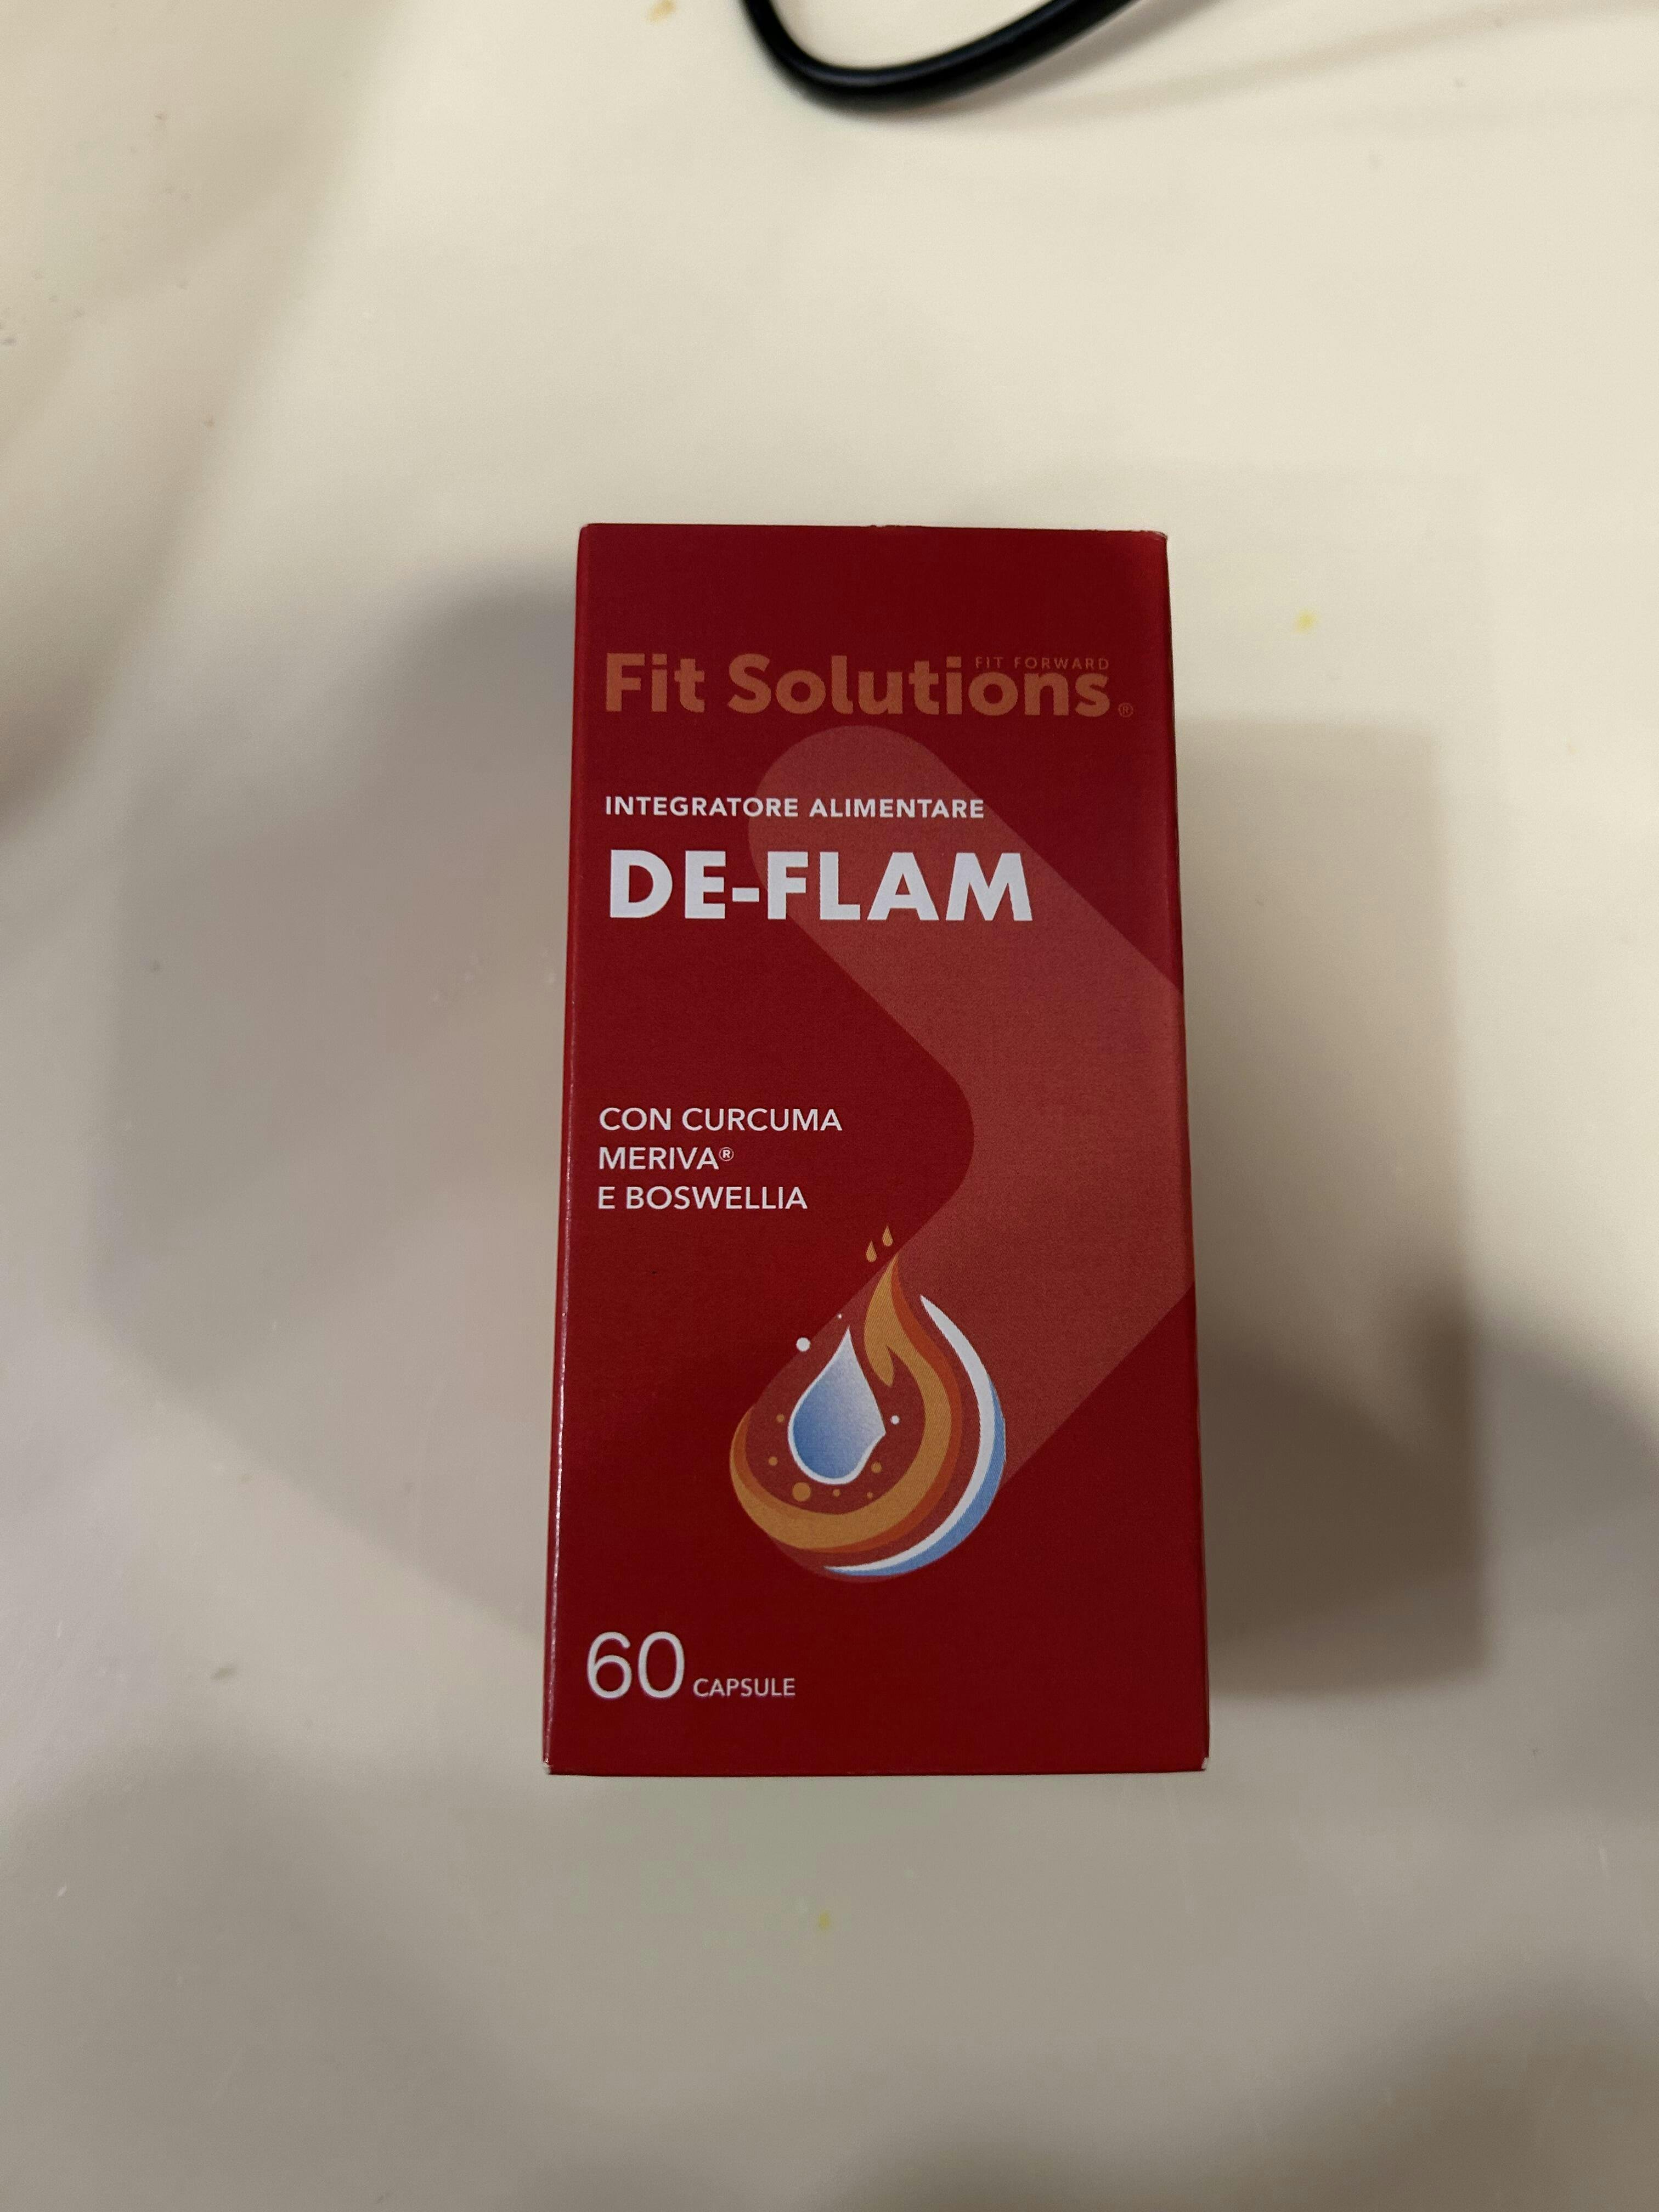 FIT FORWARD
Fit Solutions®
INTEGRATORE ALIMENTARE
DE-FLAM
CON CURCUMA
MERIVA®
E BOSWELLIA
60 CAPSULE